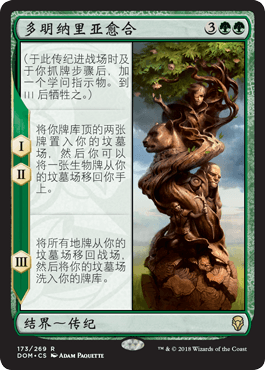 多明纳里亚愈合 3
(于此传纪进战场时及
于你抓牌步骤后，加
一个学问指示物。到
III 后牺牲之。)
I
II
将你牌库顶的两张
牌置入你的坟墓
场，然后你可以
将一张生物牌从你
的坟墓场移回你手
上。
III
将所有地牌从你的
坟墓场移回战场，
然后将你的坟墓场
洗入你的牌库。
结界～传纪
173/269 R
DOM • CS ADAM PAQUETTE
™ & © 2018 Wizards of the Coast